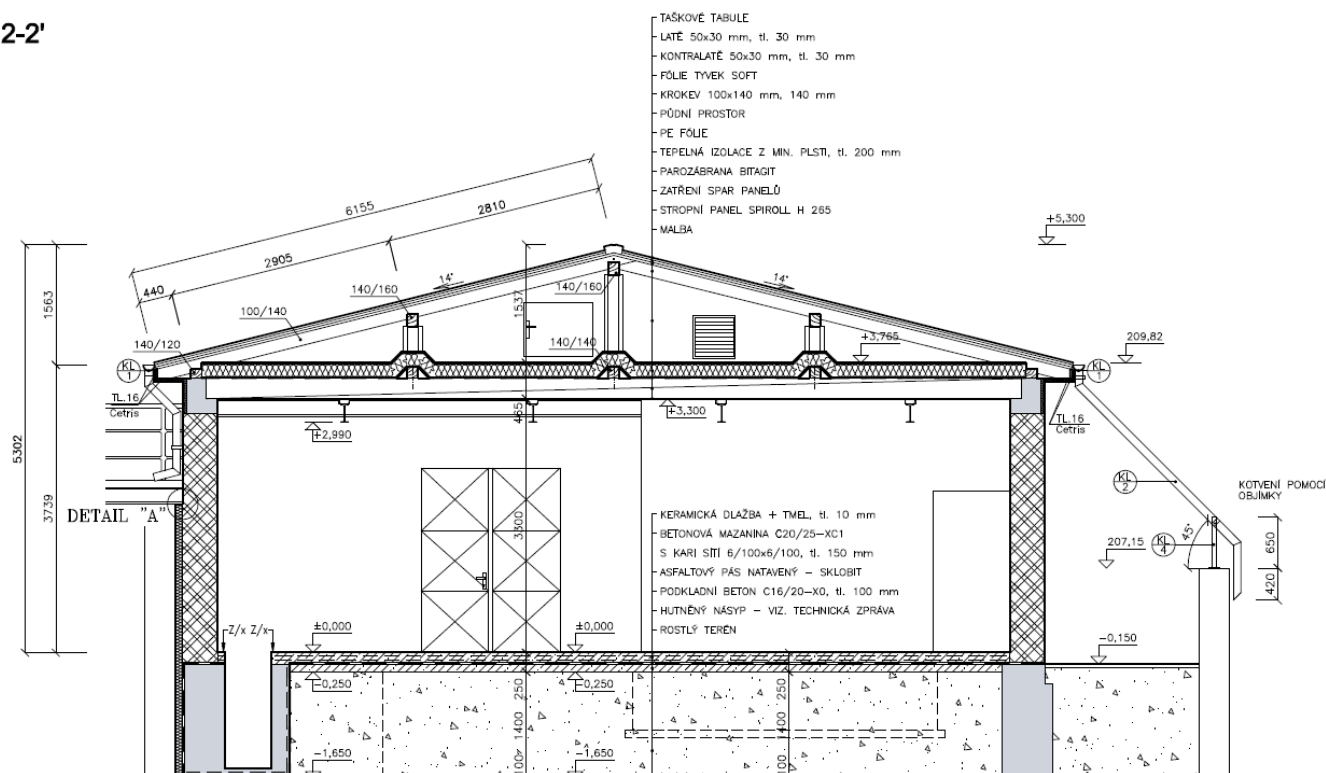 2-2'
TAŠKOVÉ TABULE
LATĚ 50x30 mm, tl. 30 mm
KONTRALATĚ 50x30 mm, tl. 30 mm
FÓLIE TYVEK SOFT
KROKEV 100x140 mm, 140 mm
PŮDNÍ PROSTOR
PE FÓLIE
TEPELNÁ IZOLACE Z MIN. PLSTI, tl. 200 mm
PAROZÁBRANA BITAGIT
ZATŘENÍ SPAR PANELŮ
STROPNÍ PANEL SPIROLL H 265
MALBA
6155
2810
2905
440
+5,300
14°
14°
1563
1537
140/160
140/160
100/140
140/120
140/140
+3,765
209,82
KL
1
KL
1
TL.16
Cetris
TL.16
Cetris
465
+3,300
+2,990
5302
3739
DETAIL "A"
3300
KL
2
KOTVENÍ POMOCÍ
OBJÍMKY
KERAMICKÁ DLAŽBA + TMEL, tl. 10 mm
BETONOVÁ MAZANINA C20/25-XC1
S KARI SÍTÍ 6/100x6/100, tl. 150 mm
ASFALTOVÝ PÁS NATAVENÝ – SKLOBIT
PODKLADNÍ BETON C16/20-X0, tl. 100 mm
HUTNĚNÝ NÁSYP – VIZ. TECHNICKÁ ZPRÁVA
ROSTLÝ TERÉN
207,15
KL
4
45°
650
420
Z/x Z/x
±0,000
±0,000
-0,150
-0,250
-0,250
250
250
1400
1400
-1,650
-1,650
100
100